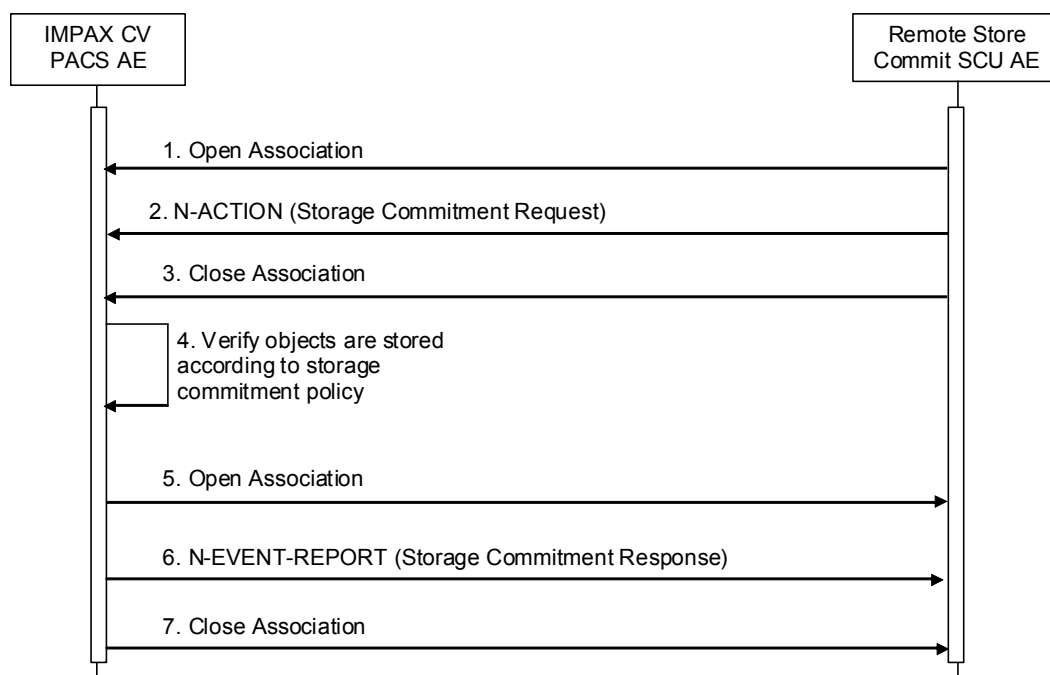 IMPAX CV
PACS AE
Remote Store
Commit SCU AE
1. Open Association
2. N-ACTION (Storage Commitment Request)
3. Close Association
4. Verify objects are stored
according to storage
commitment policy
5. Open Association
6. N-EVENT-REPORT (Storage Commitment Response)
7. Close Association